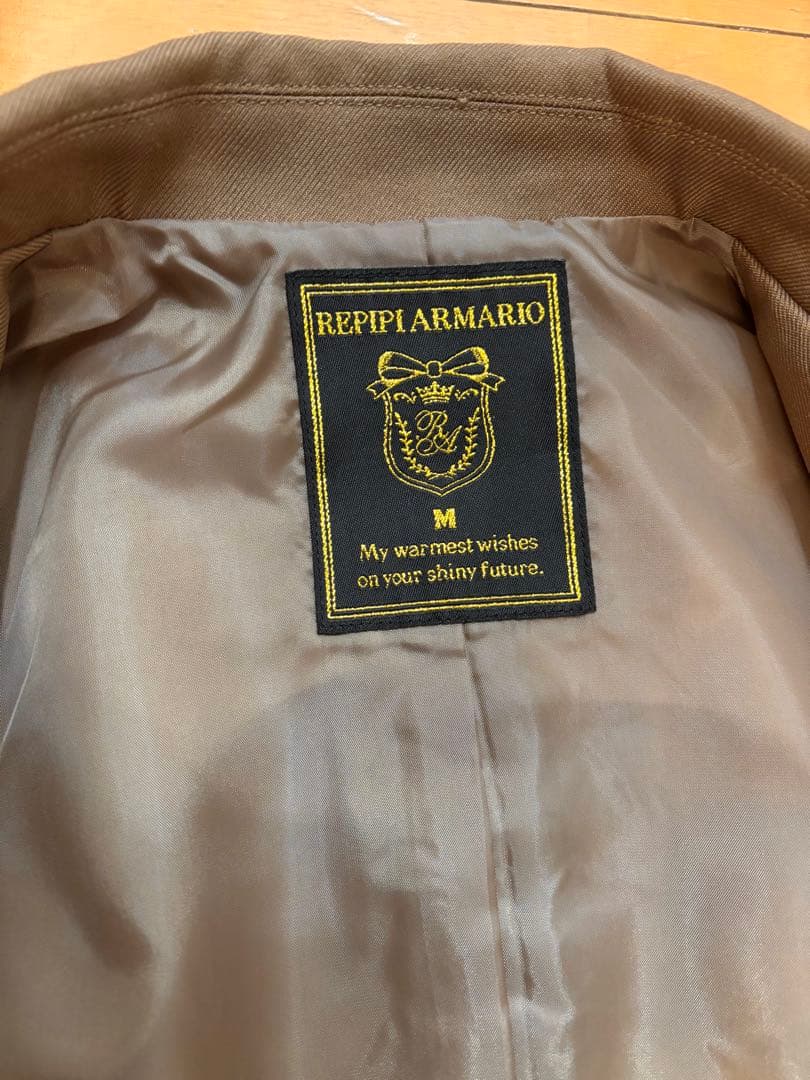 REPIPI ARMARIO
RA
M
My warmest wishes
on your shiny future.